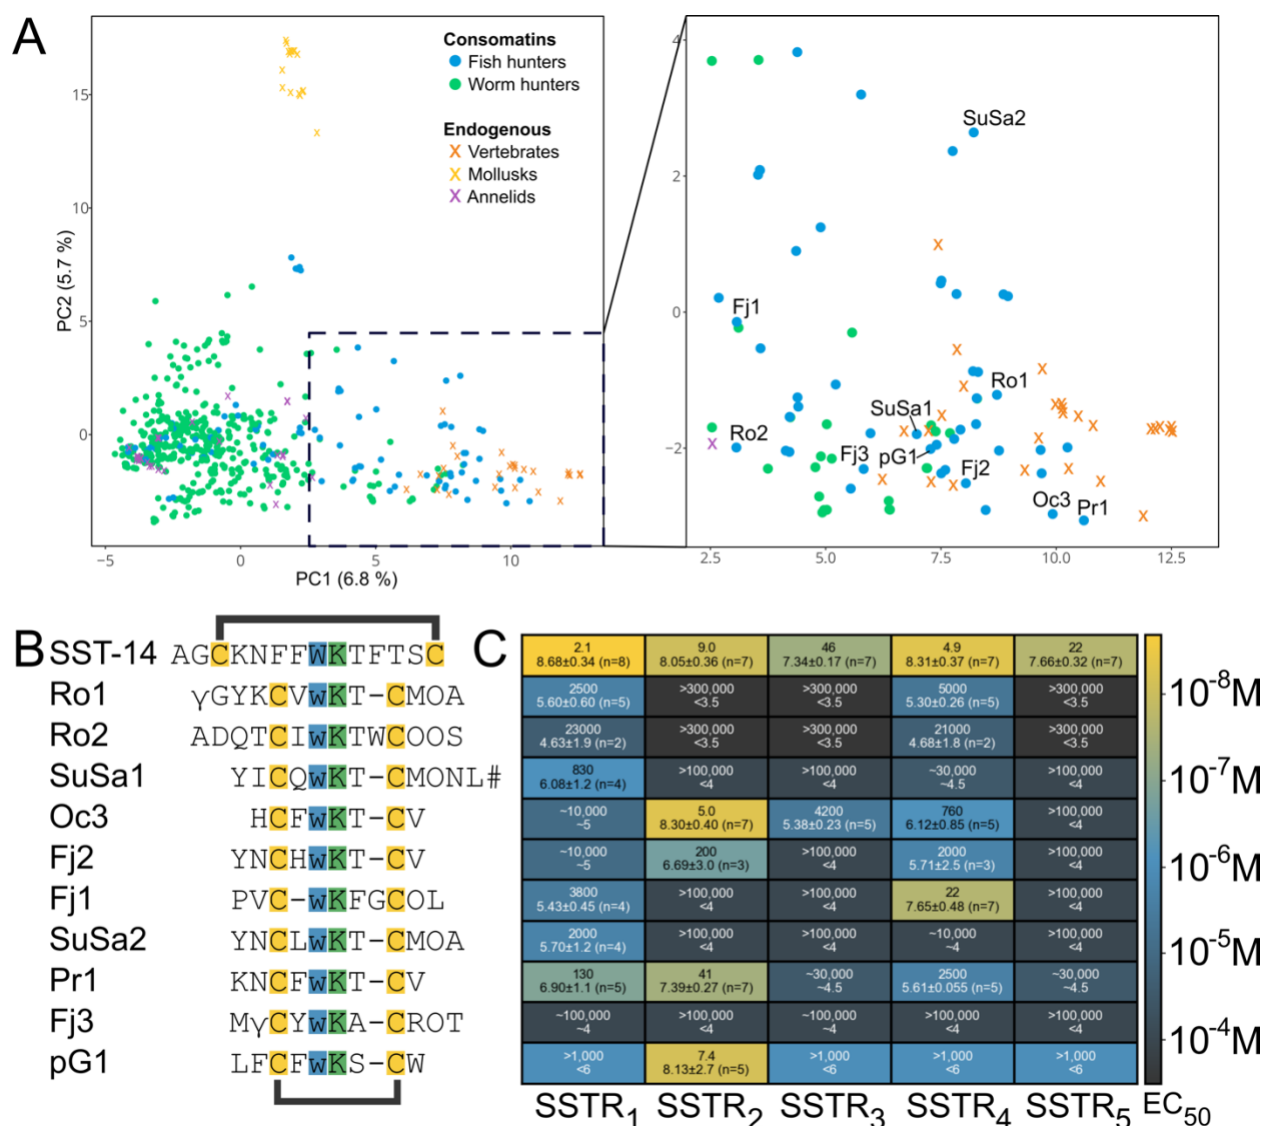 A
Consomatins
Fish hunters
Worm hunters
Endogenous
X Vertebrates
X Mollusks
X Annelids
PC2 (5.7 %)
15
10
5
0
−5
0
5
10
PC1 (6.8 %)
4
2
0
−2
2.5
5.0
7.5
10.0
12.5
SuSa2
Fj1
Ro1
SuSa1
Ro2
Fj3
pG1
Fj2
Oc3
Pr1
B
SST-14 AGCKNFFWKTFTSC
Ro1 γGYKCVwKT-CMOA
Ro2 ADQTCIwKTWCOOS
SuSa1 YICQwKT-CMONL#
Oc3 HCFwKT-CV
Fj2 YNCHwKT-CV
Fj1 PVC-wKFGCOL
SuSa2 YNCLwKT-CMOA
Pr1 KNCFwKT-CV
Fj3 MγCYwKA-CROT
pG1 LFCFwKS-CW
C
2.1 9.0 46 4.9 22
8.68±0.34 (n=8) 8.05±0.36 (n=7) 7.34±0.17 (n=7) 8.31±0.37 (n=7) 7.66±0.32 (n=7)
2500 >300,000 >300,000 5000 >300,000
5.60±0.60 (n=5) <3.5 <3.5 5.30±0.26 (n=5) <3.5
23000 >300,000 >300,000 21000 >300,000
4.63±1.9 (n=2) <3.5 <3.5 4.68±1.8 (n=2) <3.5
830 >100,000 >100,000 ~30,000 >100,000
6.08±1.2 (n=4) <4 <4 ~4.5 <4
~10,000 5.0 4200 760 >100,000
~5 8.30±0.40 (n=7) 5.38±0.23 (n=5) 6.12±0.85 (n=5) <4
~10,000 200 >100,000 2000 >100,000
~5 6.69±3.0 (n=3) <4 5.71±2.5 (n=3) <4
3800 >100,000 >100,000 22 >100,000
5.43±0.45 (n=4) <4 <4 7.65±0.48 (n=7) <4
2000 >100,000 >100,000 ~10,000 >100,000
5.70±1.2 (n=4) <4 <4 ~4 <4
130 41 ~30,000 2500 ~30,000
6.90±1.1 (n=5) 7.39±0.27 (n=7) ~4.5 5.61±0.055 (n=5) ~4.5
~100,000 >100,000 ~100,000 >100,000 >100,000
~4 <4 ~4 <4 <4
>1,000 7.4 >1,000 >1,000 >1,000
<6 8.13±2.7 (n=5) <6 <6 <6
SSTR1 SSTR2 SSTR3 SSTR4 SSTR5 EC50
10-8M
10-7M
10-6M
10-5M
10-4M